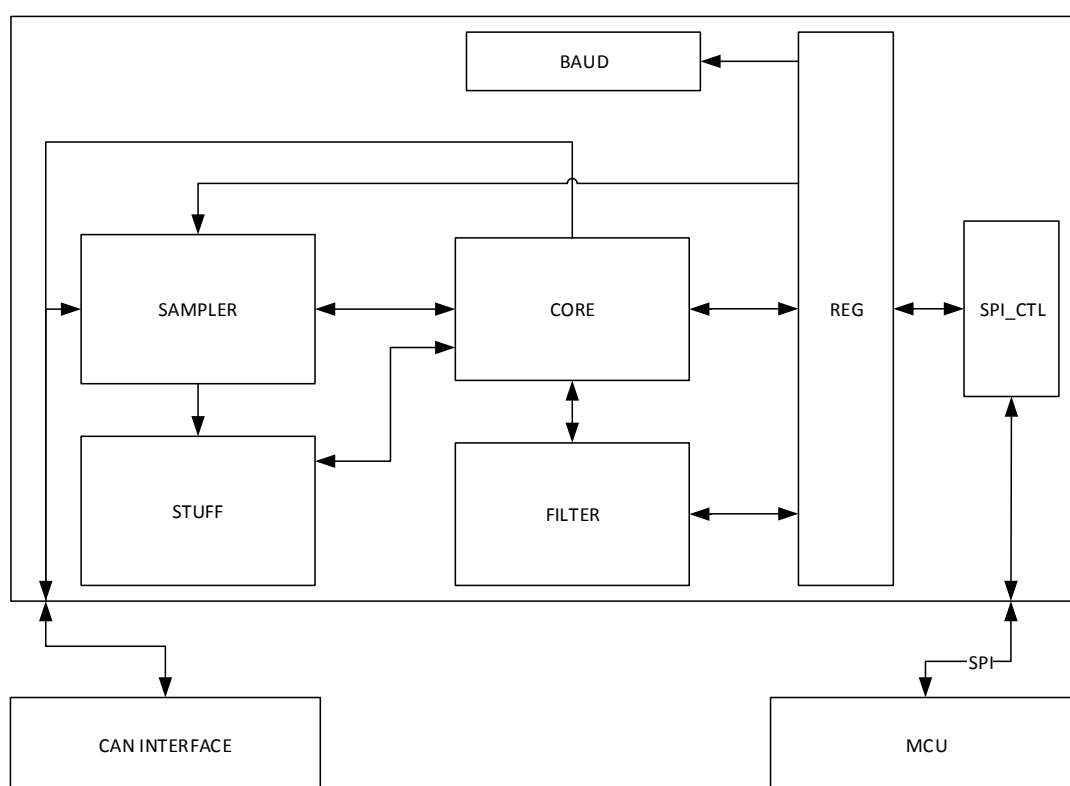 BAUD
SAMPLER
CORE
REG
SPI_CTL
STUFF
FILTER
SPI
CAN INTERFACE
MCU